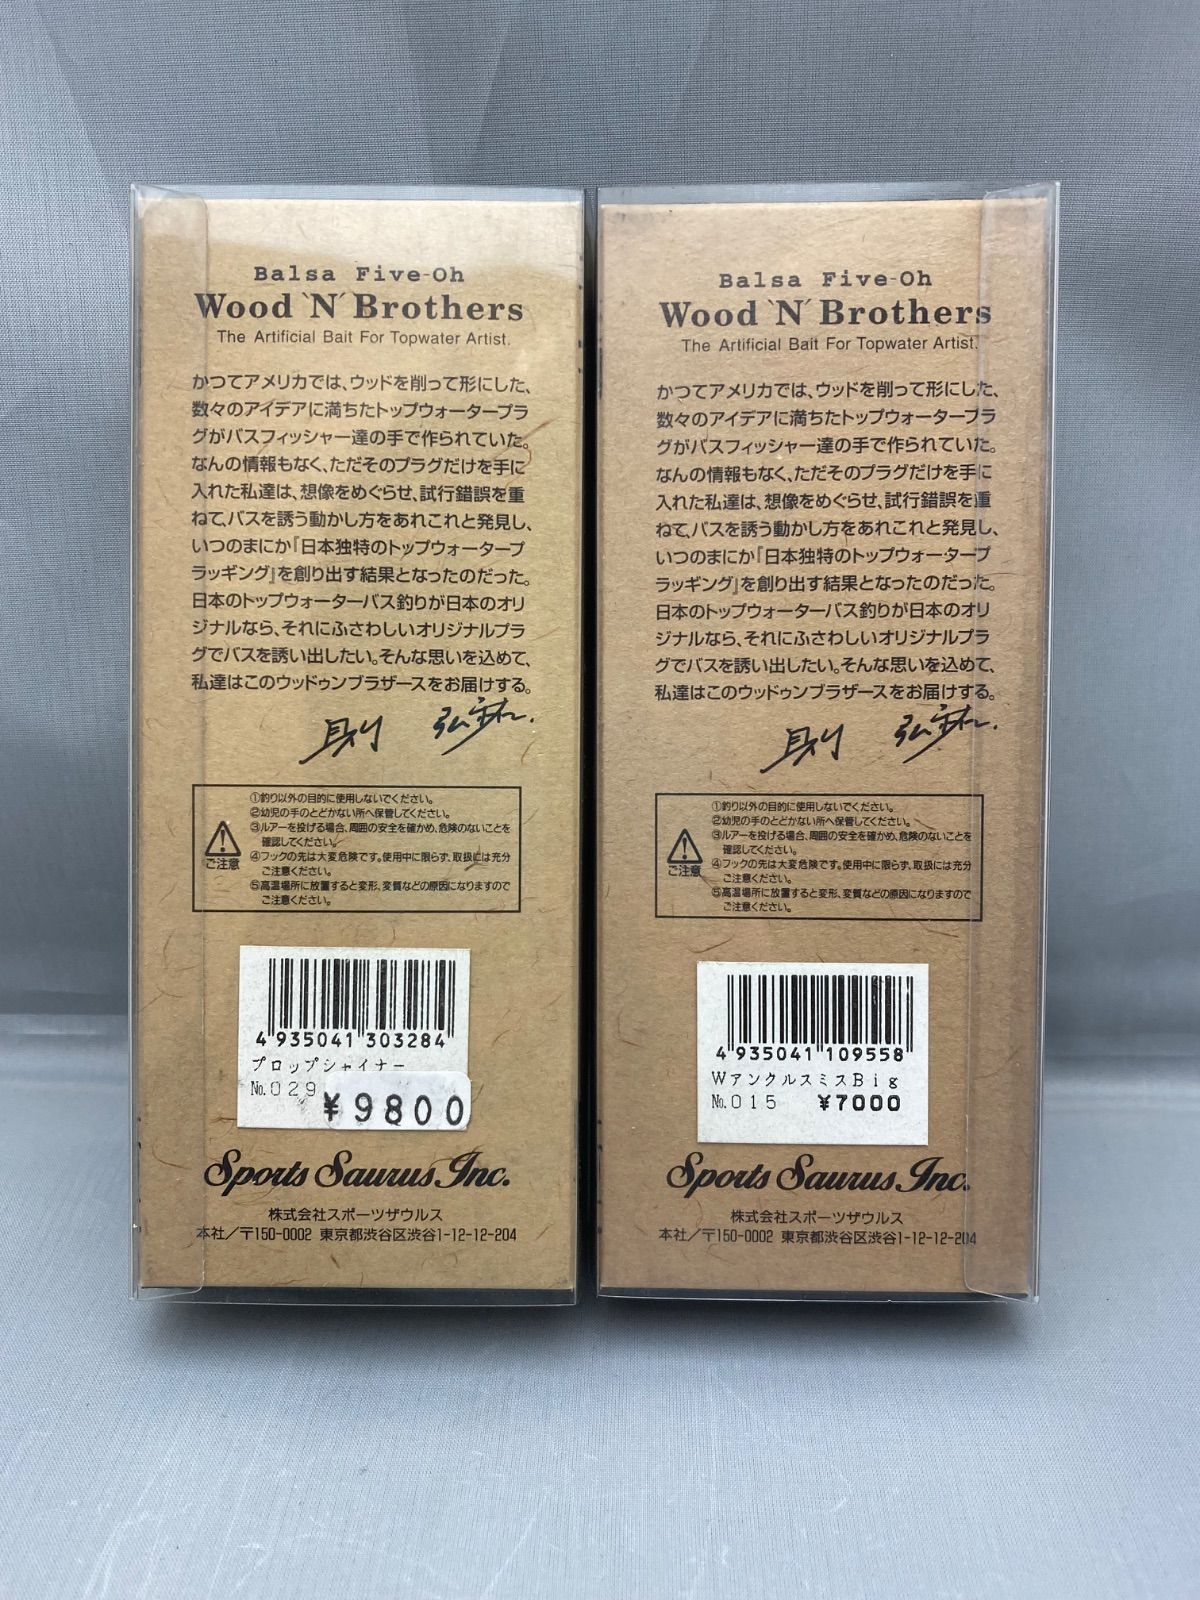 Balsa Five-Oh
Wood `N´ Brothers
The Artificial Bait For Topwater Artist.
かつてアメリカでは、ウッドを削って形にした、
数々のアイデアに満ちたトップウォータープラ
グがバスフィッシャー達の手で作られていた。
なんの情報もなく、ただそのプラグだけを手に
入れた私達は、想像をめぐらせ、試行錯誤を重
ねて、バスを誘う動かし方をあれこれと発見し、
いつのまにか『日本独特のトップウォータープ
ラッギング』を創り出す結果となったのだった。
日本のトップウォーターバス釣りが日本のオリ
ジナルなら、それにふさわしいオリジナルプラ
グでバスを誘い出したい。そんな思いを込めて、
私達はこのウッドゥンブラザースをお届けする。
ご注意
①釣り以外の目的に使用しないでください。
②幼児の手のとどかない所へ保管してください。
③ルアーを投げる場合、周囲の安全を確かめ、危険のないことを
確認してください。
④フックの先は大変危険です。使用中に限らず、取扱には充分
ご注意ください。
⑤高温場所に放置すると変形、変質などの原因になりますので
ご注意ください。
4 935041 303284
プロップシャイナー
№029
¥9800
Sports Saurus Inc.
株式会社スポーツザウルス
本社/〒150-0002 東京都渋谷区渋谷1-12-12-204
Balsa Five-Oh
Wood `N´ Brothers
The Artificial Bait For Topwater Artist.
かつてアメリカでは、ウッドを削って形にした、
数々のアイデアに満ちたトップウォータープラ
グがバスフィッシャー達の手で作られていた。
なんの情報もなく、ただそのプラグだけを手に
入れた私達は、想像をめぐらせ、試行錯誤を重
ねて、バスを誘う動かし方をあれこれと発見し、
いつのまにか『日本独特のトップウォータープ
ラッギング』を創り出す結果となったのだった。
日本のトップウォーターバス釣りが日本のオリ
ジナルなら、それにふさわしいオリジナルプラ
グでバスを誘い出したい。そんな思いを込めて、
私達はこのウッドゥンブラザースをお届けする。
ご注意
①釣り以外の目的に使用しないでください。
②幼児の手のとどかない所へ保管してください。
③ルアーを投げる場合、周囲の安全を確かめ、危険のないことを
確認してください。
④フックの先は大変危険です。使用中に限らず、取扱には充分
ご注意ください。
⑤高温場所に放置すると変形、変質などの原因になりますので
ご注意ください。
4 935041 109558
WアンクルスミスBig
№015 ¥7000
Sports Saurus Inc.
株式会社スポーツザウルス
本社/〒150-0002 東京都渋谷区渋谷1-12-12-204